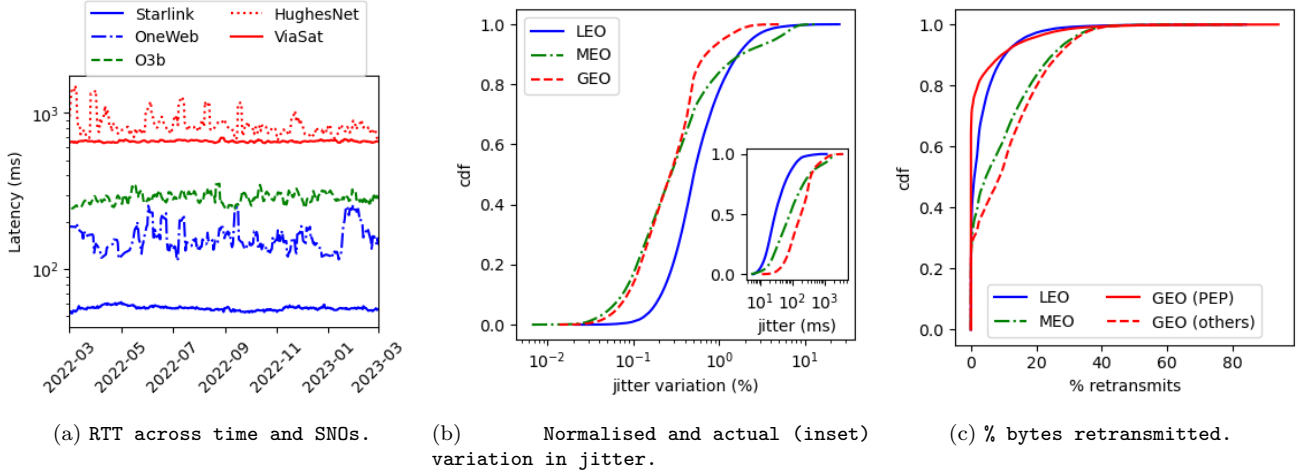 Starlink
OneWeb
O3b
HughesNet
ViaSat
Latency (ms)
10³
10²
2022-03
2022-05
2022-07
2022-09
2022-11
2023-01
2023-03
(a) RTT across time and SNOs.
LEO
MEO
GEO
cdf
1.0
0.8
0.6
0.4
0.2
0.0
10⁻²
10⁻¹
10⁰
10¹
jitter variation (%)
1.0
0.5
0.0
10¹
10²
10³
jitter (ms)
(b) Normalised and actual (inset)
variation in jitter.
cdf
1.0
0.8
0.6
0.4
0.2
0.0
LEO
MEO
GEO (PEP)
GEO (others)
0
20
40
60
80
% retransmits
(c) % bytes retransmitted.